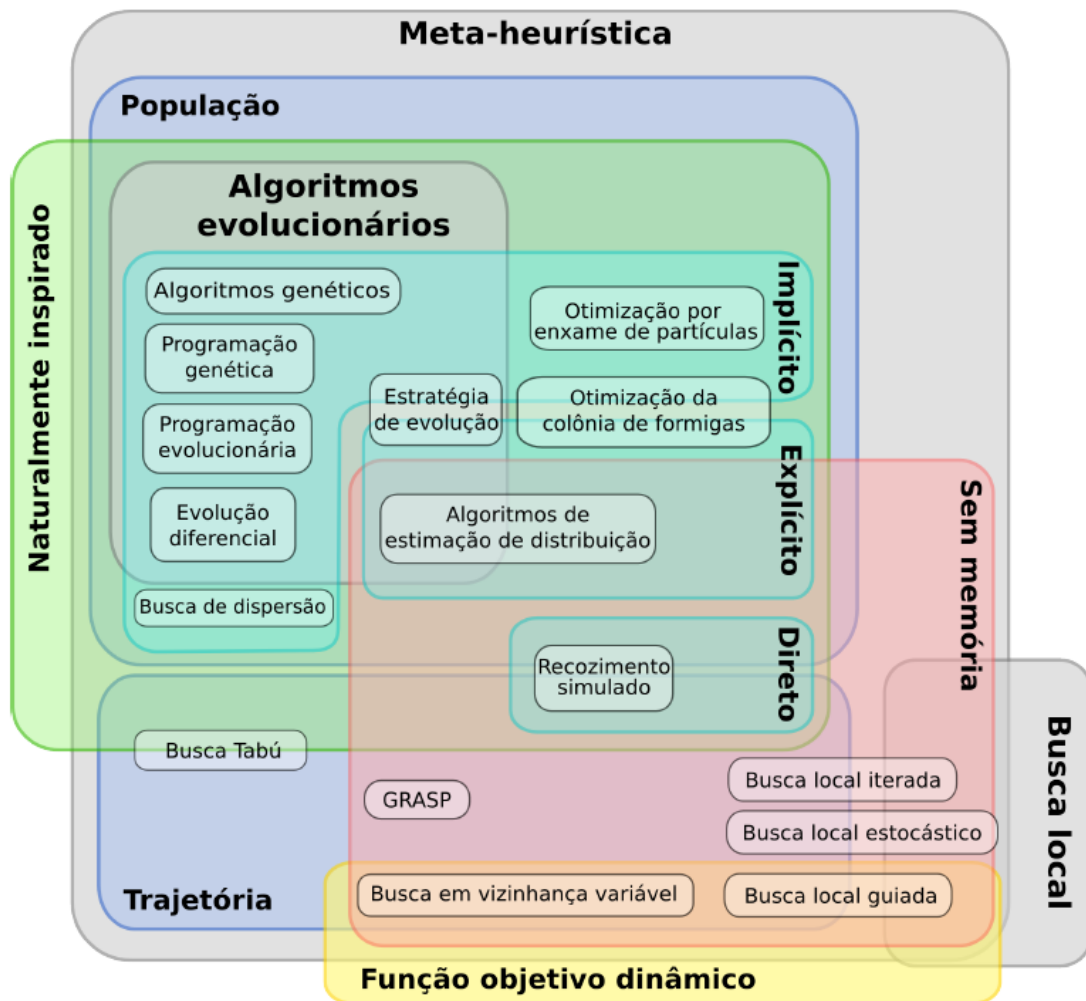 Meta-heurística
População
Naturalmente inspirado
Algoritmos
evolucionários
Implícito
Algoritmos genéticos
Otimização por
enxame de partículas
Programação
genética
Estratégia
de evolução
Otimização da
colônia de formigas
Programação
evolucionária
Explícito
Sem memória
Evolução
diferencial
Algoritmos de
estimação de distribuição
Busca de dispersão
Direto
Recozimento
simulado
Busca local
Busca Tabú
GRASP
Busca local iterada
Busca local estocástico
Trajetória
Busca em vizinhança variável
Busca local guiada
Função objetivo dinâmico